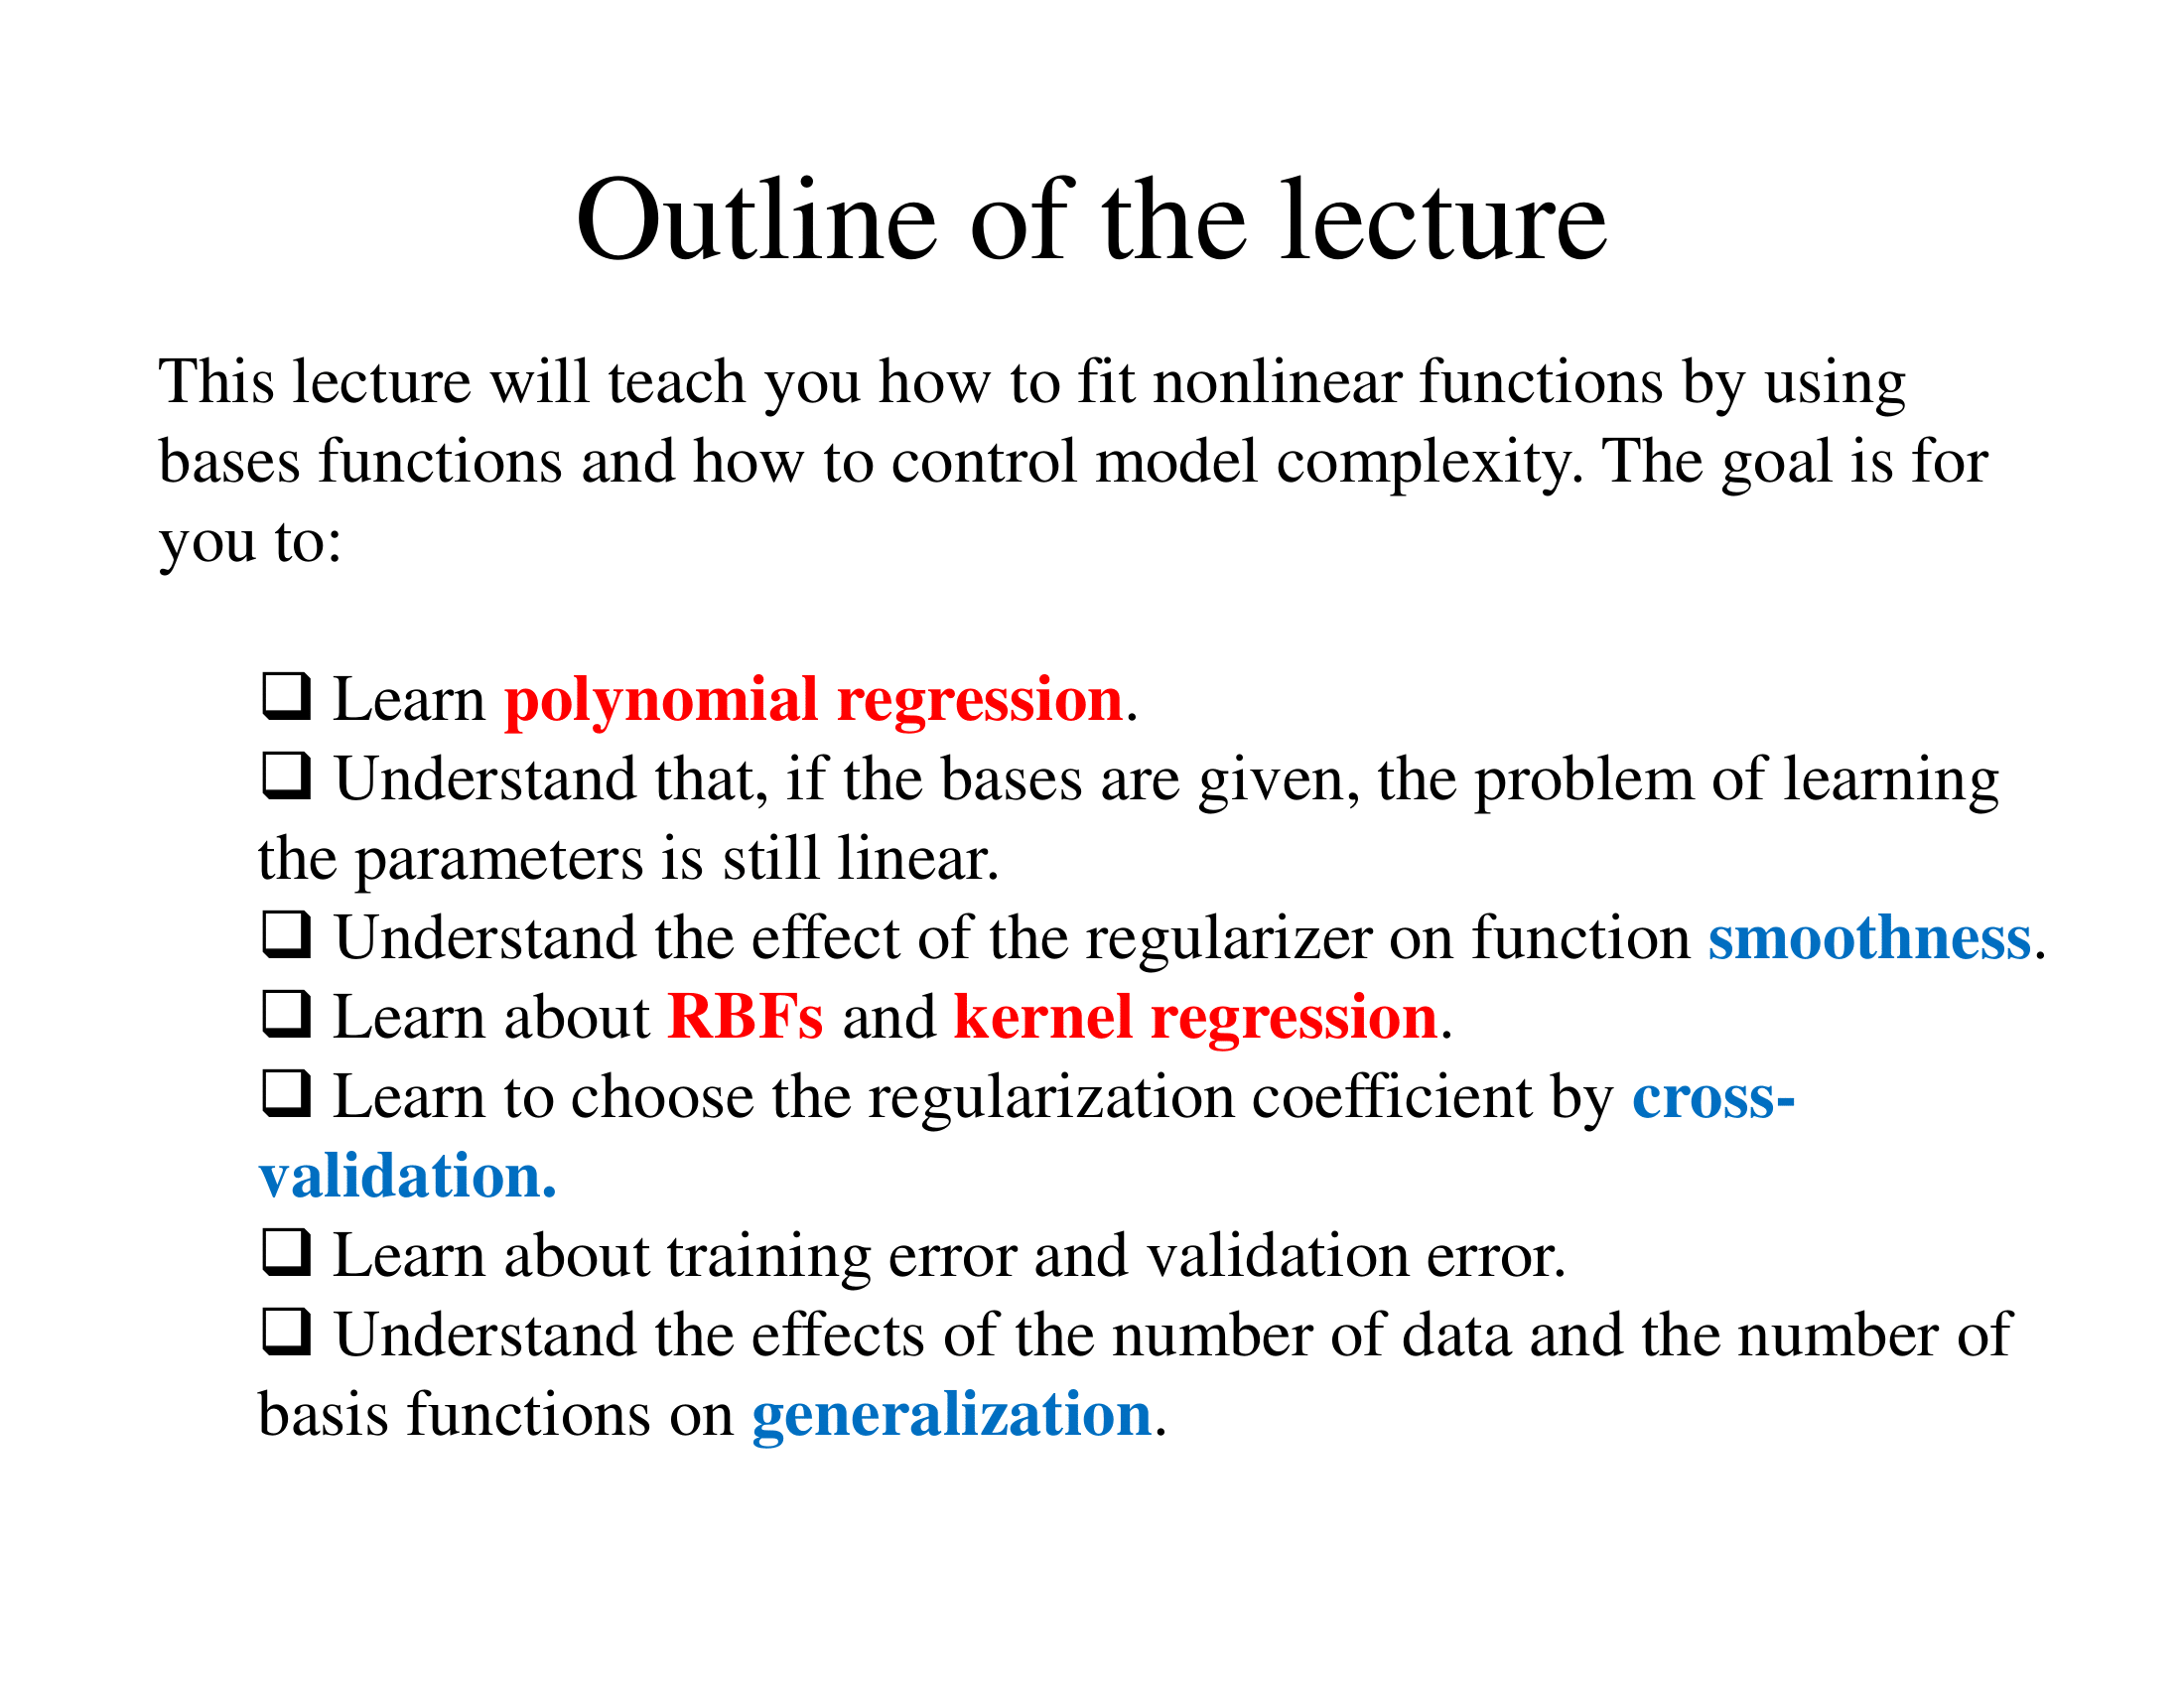 Outline of the lecture
This lecture will teach you how to fit nonlinear functions by using
bases functions and how to control model complexity. The goal is for
you to:
❑ Learn polynomial regression.
❑ Understand that, if the bases are given, the problem of learning
the parameters is still linear.
❑ Understand the effect of the regularizer on function smoothness.
❑ Learn about RBFs and kernel regression.
❑ Learn to choose the regularization coefficient by cross-
validation.
❑ Learn about training error and validation error.
❑ Understand the effects of the number of data and the number of
basis functions on generalization.